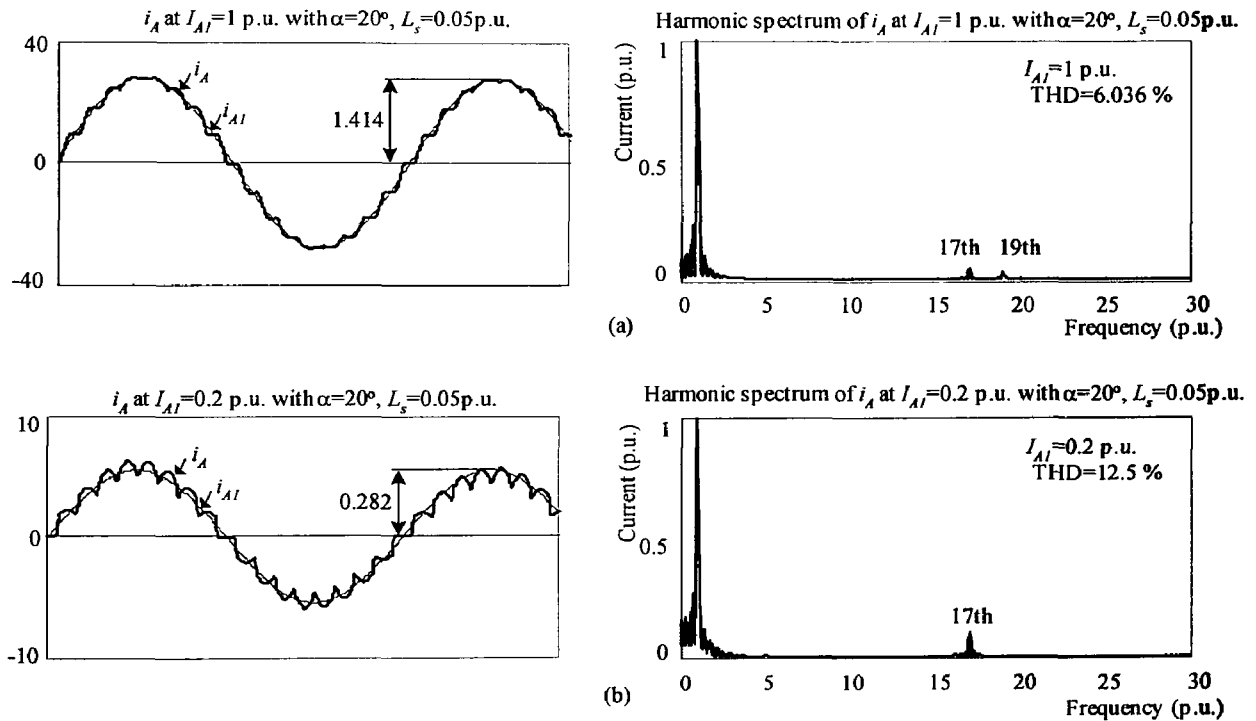 i_A at I_A1=1 p.u. with α=20°, L_s=0.05p.u.
40
0
-40
i_A
i_A1
1.414
Harmonic spectrum of i_A at I_A1=1 p.u. with α=20°, L_s=0.05p.u.
Current (p.u.)
1
0.5
0
I_A1=1 p.u.
THD=6.036 %
17th 19th
0 5 10 15 20 25 30
Frequency (p.u.)
(a)
i_A at I_A1=0.2 p.u. with α=20°, L_s=0.05p.u.
10
0
-10
i_A
i_A1
0.282
Harmonic spectrum of i_A at I_A1=0.2 p.u. with α=20°, L_s=0.05p.u.
Current (p.u.)
1
0.5
0
I_A1=0.2 p.u.
THD=12.5 %
17th
0 5 10 15 20 25 30
Frequency (p.u.)
(b)